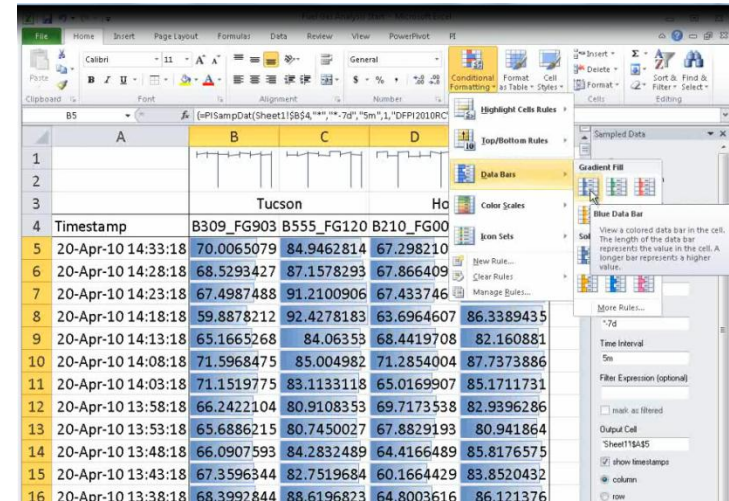 File Home Insert Page Layout Formulas Data Review View PowerPivot PI
Paste
Calibri 11 A A
B I U A
General
$ % ,
Conditional Formatting
Format as Table
Cell Styles
Insert
Delete
Format
Σ
Sort & Filter
Find & Select
Clipboard Font Alignment Number Cells Editing
B5 fx {=PISampDat(Sheet1!$B$4,"*","*-7d","5m",1,"DFPI2010RC"
Highlight Cells Rules
Top/Bottom Rules
Data Bars
Color Scales
Icon Sets
New Rule...
Clear Rules
Manage Rules...
Gradient Fill
Blue Data Bar
View a colored data bar in the cell.
The length of the data bar
represents the value in the cell. A
longer bar represents a higher
value.
More Rules...
Sampled Data
*-7d
Time Interval
5m
Filter Expression (optional)
mark as filtered
Output Cell
'Sheet1'!$A$5
show timestamps
column
row
A B C D
1
2
3 Tucson Ho
4 Timestamp B309_FG903 B555_FG120 B210_FG00
5 20-Apr-10 14:33:18 70.0065079 84.9462814 67.298210
6 20-Apr-10 14:28:18 68.5293427 87.1578293 67.866409
7 20-Apr-10 14:23:18 67.4987488 91.2100906 67.433746
8 20-Apr-10 14:18:18 59.8878212 92.4278183 63.6964607 86.3389435
9 20-Apr-10 14:13:18 65.1665268 84.06353 68.4419708 82.160881
10 20-Apr-10 14:08:18 71.5968475 85.004982 71.2854004 87.7373886
11 20-Apr-10 14:03:18 71.1519775 83.1133118 65.0169907 85.1711731
12 20-Apr-10 13:58:18 66.2422104 80.9108353 69.7173538 82.9396286
13 20-Apr-10 13:53:18 65.6886215 80.7450027 67.8829193 80.941864
14 20-Apr-10 13:48:18 66.0907593 84.2832489 64.4166489 85.8176575
15 20-Apr-10 13:43:18 67.3596344 82.7519684 60.1664429 83.8520432
16 20-Apr-10 13:38:18 68.3992844 88.6196823 64.8003616 86.121376